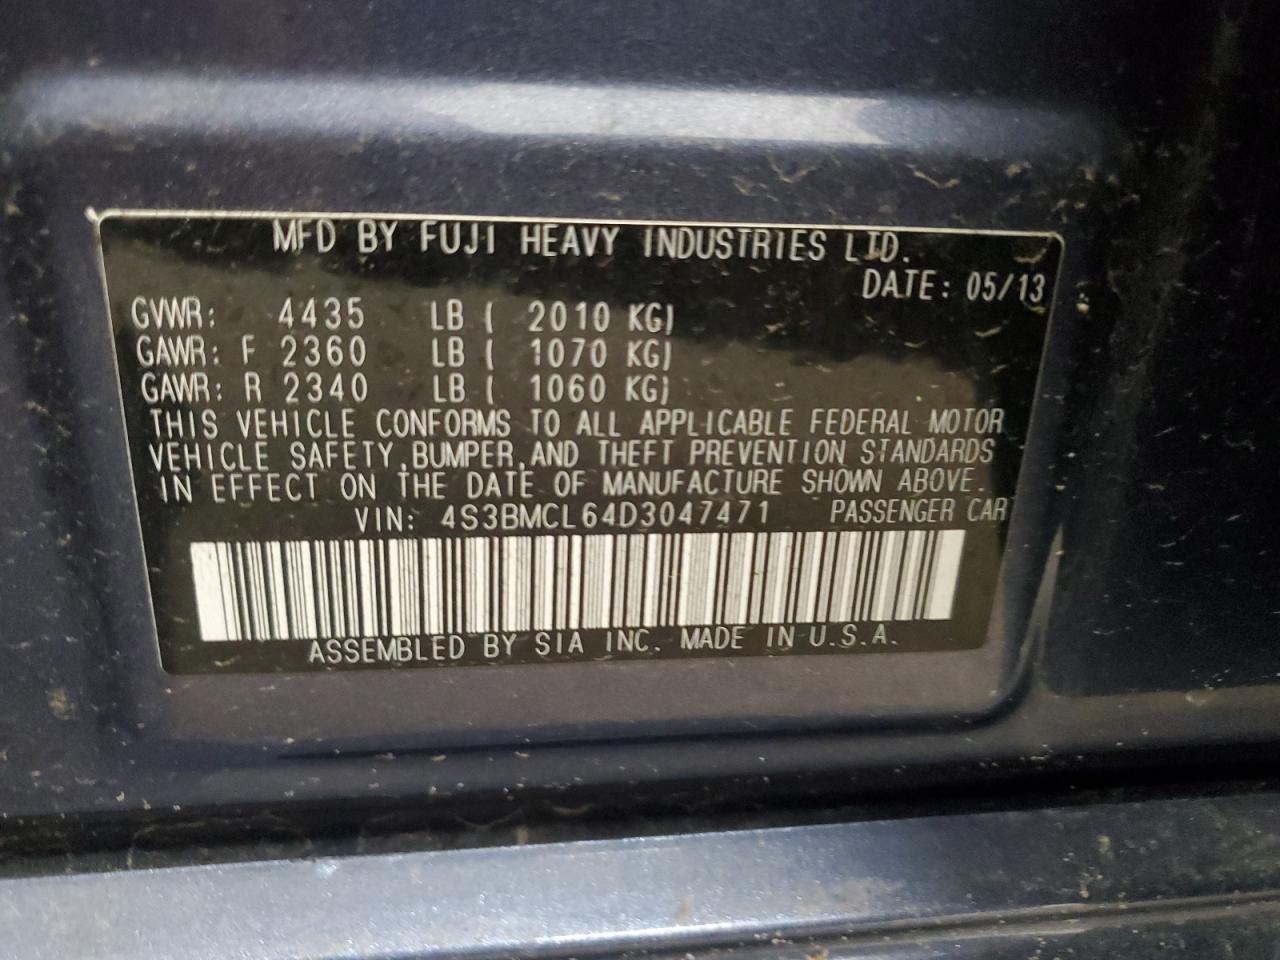 MFD BY FUJI HEAVY INDUSTRIES LTD.
DATE: 05/13
GVWR: 4435 LB ( 2010 KG)
GAWR: F 2360 LB ( 1070 KG)
GAWR: R 2340 LB ( 1060 KG)
THIS VEHICLE CONFORMS TO ALL APPLICABLE FEDERAL MOTOR
VEHICLE SAFETY,BUMPER,AND THEFT PREVENTION STANDARDS
IN EFFECT ON THE DATE OF MANUFACTURE SHOWN ABOVE.
VIN: 4S3BMCL64D3047471 PASSENGER CAR
ASSEMBLED BY SIA INC. MADE IN U.S.A.